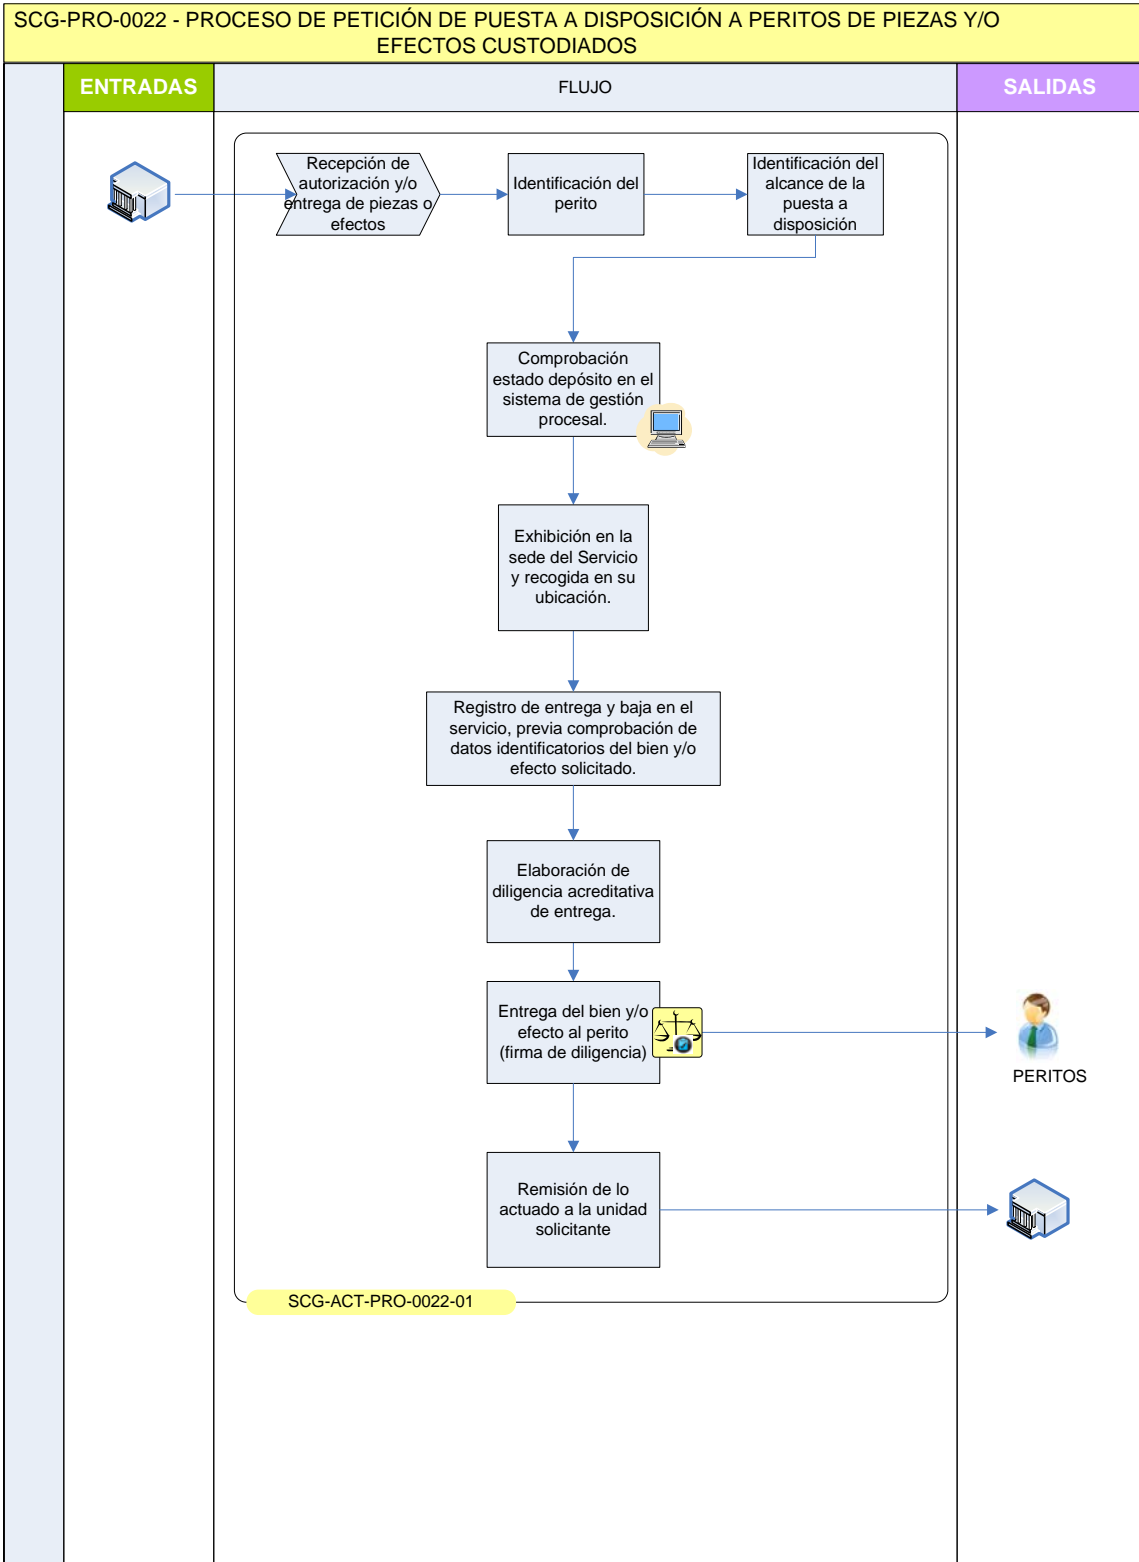 SCG-PRO-0022 - PROCESO DE PETICIÓN DE PUESTA A DISPOSICIÓN A PERITOS DE PIEZAS Y/O
EFECTOS CUSTODIADOS
ENTRADAS
FLUJO
SALIDAS
Recepción de
autorización y/o
entrega de piezas o
efectos
Identificación del
perito
Identificación del
alcance de la
puesta a
disposición
Comprobación
estado depósito en el
sistema de gestión
procesal.
Exhibición en la
sede del Servicio
y recogida en su
ubicación.
Registro de entrega y baja en el
servicio, previa comprobación de
datos identificatorios del bien y/o
efecto solicitado.
Elaboración de
diligencia acreditativa
de entrega.
Entrega del bien y/o
efecto al perito
(firma de diligencia)
PERITOS
Remisión de lo
actuado a la unidad
solicitante
SCG-ACT-PRO-0022-01